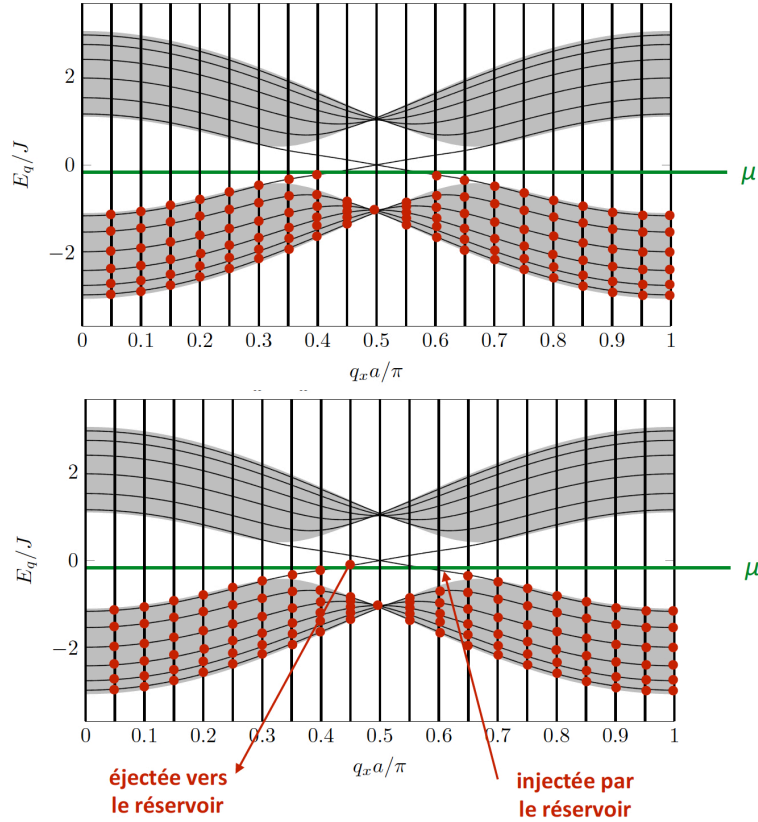 2
0
−2
E_q/J
μ
0 0.1 0.2 0.3 0.4 0.5 0.6 0.7 0.8 0.9 1
q_x a/π
2
0
−2
E_q/J
μ
0 0.1 0.2 0.3 0.4 0.5 0.6 0.7 0.8 0.9 1
q_x a/π
éjectée vers
le réservoir
injectée par
le réservoir